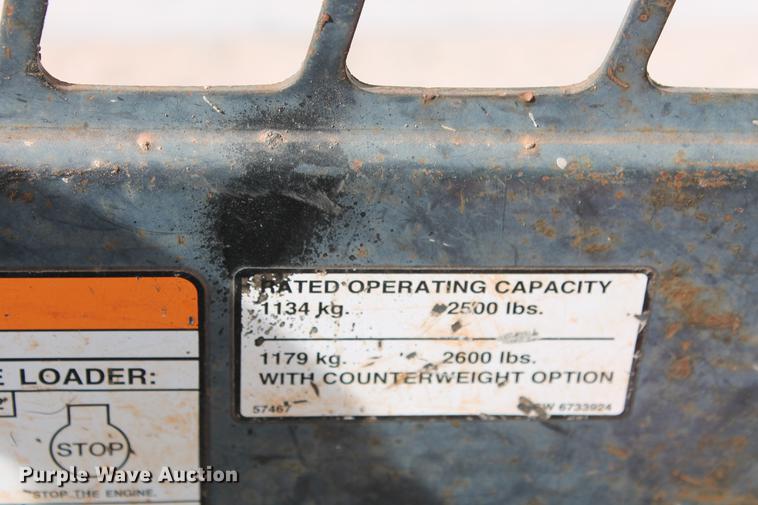 RATED OPERATING CAPACITY
1134 kg. 2500 lbs.
1179 kg. 2600 lbs.
WITH COUNTERWEIGHT OPTION
57467 6733924
E LOADER:
STOP
STOP THE ENGINE.
Purple Wave Auction